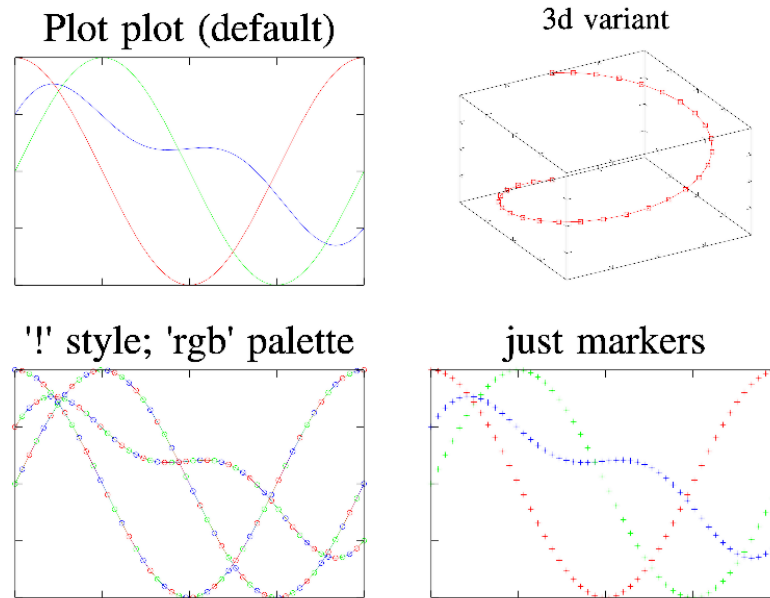 Plot plot (default)
3d variant
'!' style; 'rgb' palette
just markers